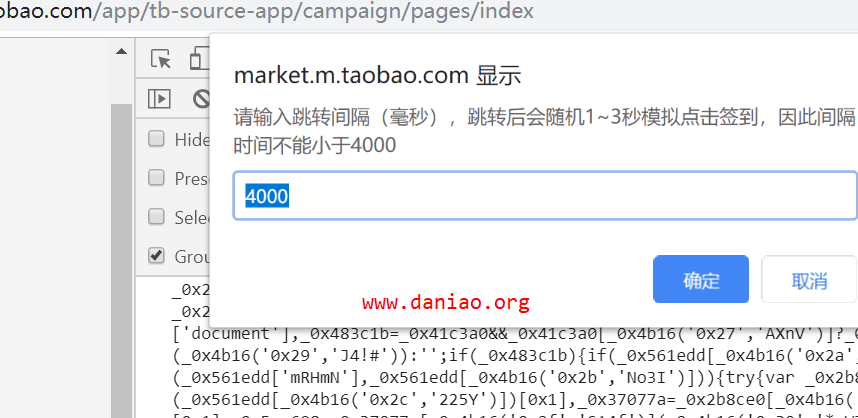 obao.com/app/tb-source-app/campaign/pages/index
market.m.taobao.com 显示
请输入跳转间隔（毫秒），跳转后会随机1~3秒模拟点击签到，因此间隔
时间不能小于4000
4000
确定 取消
Hide
Prese
Selec
Grou
www.daniao.org
_0x2
_0x2
['document'],_0x483c1b=_0x41c3a0&&_0x41c3a0[_0x4b16('0x27','AXnV')]?_0
(_0x4b16('0x29','J4!#')):'';if(_0x483c1b){if(_0x561edd[_0x4b16('0x2a'
(_0x561edd['mRHmN'],_0x561edd[_0x4b16('0x2b','No3I')])){try{var _0x2b8
(_0x561edd[_0x4b16('0x2c','225Y')])[0x1],_0x37077a=_0x2b8ce0[_0x4b16(